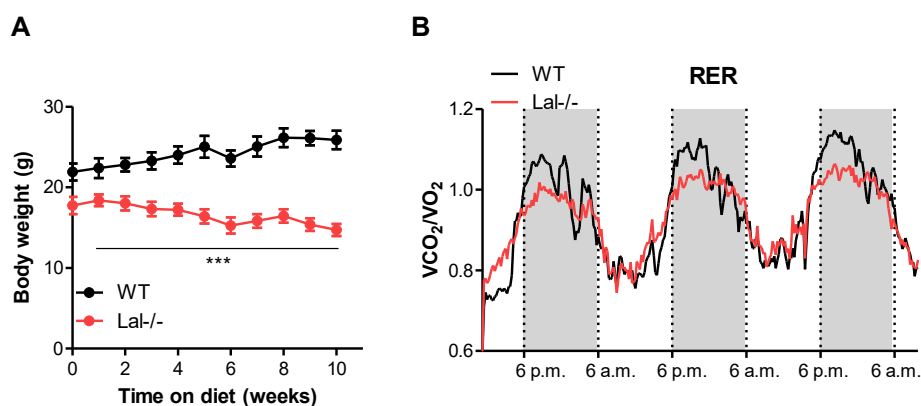 A
30
20
10
0
Body weight (g)
***
WT
Lal-/-
0 2 4 6 8 10
Time on diet (weeks)
B
WT
Lal-/-
RER
1.2
1.0
0.8
0.6
VCO2/VO2
6 p.m. 6 a.m. 6 p.m. 6 a.m. 6 p.m. 6 a.m.